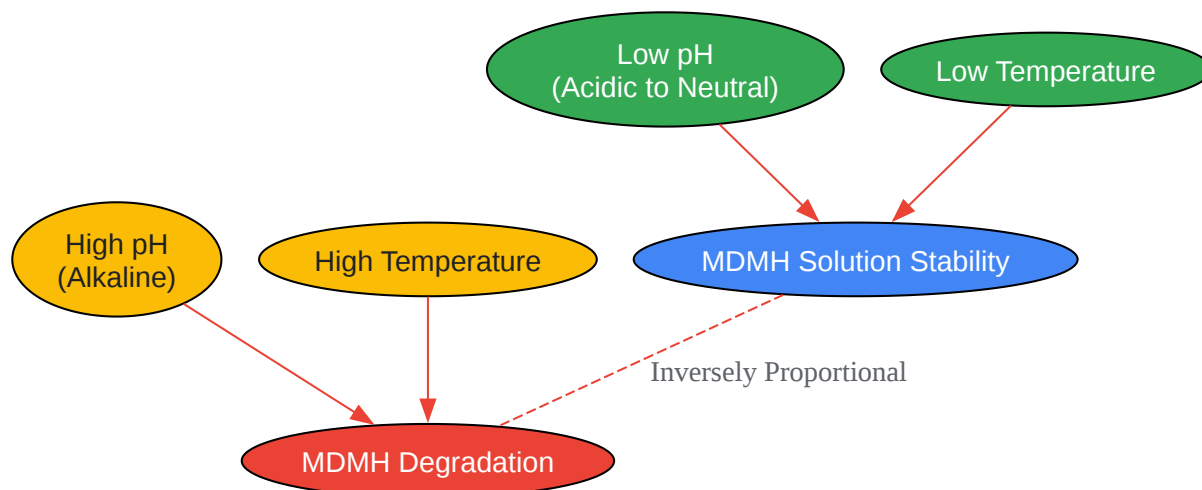 Low pH
(Acidic to Neutral)
Low Temperature
High pH
(Alkaline)
High Temperature
MDMH Solution Stability
Inversely Proportional
MDMH Degradation